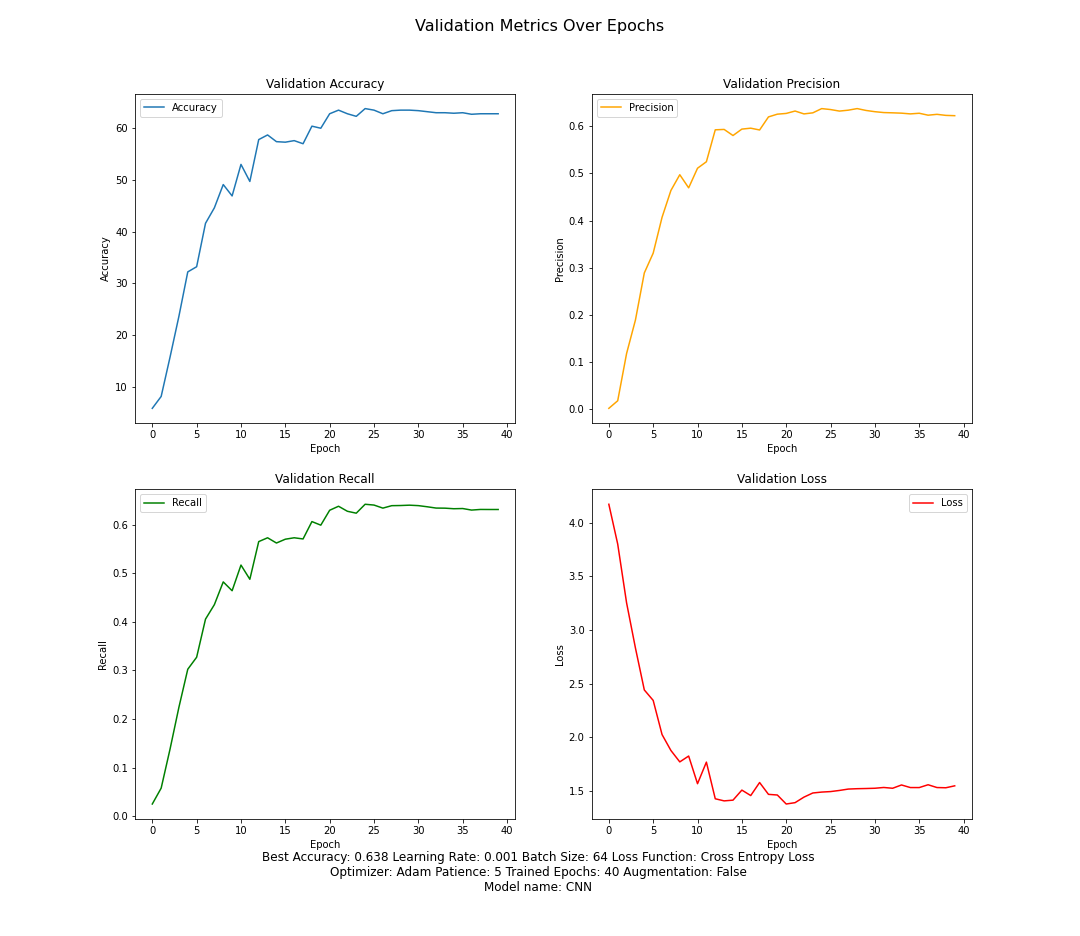 Validation Metrics Over Epochs
Validation Accuracy
Accuracy
60
50
40
30
20
10
Accuracy
0 5 10 15 20 25 30 35 40
Epoch
Validation Precision
Precision
0.6
0.5
0.4
0.3
0.2
0.1
0.0
Precision
0 5 10 15 20 25 30 35 40
Epoch
Validation Recall
Recall
0.6
0.5
0.4
0.3
0.2
0.1
0.0
Recall
0 5 10 15 20 25 30 35 40
Epoch
Validation Loss
Loss
4.0
3.5
3.0
2.5
2.0
1.5
Loss
0 5 10 15 20 25 30 35 40
Epoch
Best Accuracy: 0.638 Learning Rate: 0.001 Batch Size: 64 Loss Function: Cross Entropy Loss
Optimizer: Adam Patience: 5 Trained Epochs: 40 Augmentation: False
Model name: CNN